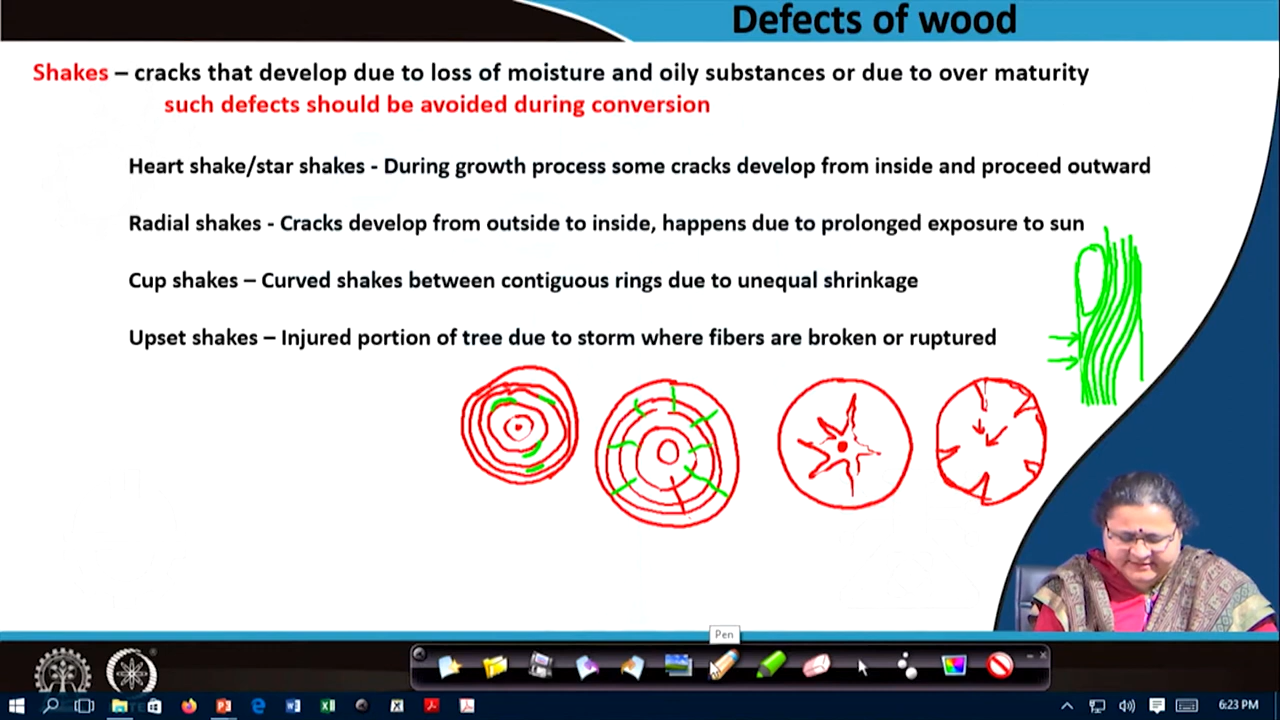 Defects of wood
Shakes – cracks that develop due to loss of moisture and oily substances or due to over maturity
such defects should be avoided during conversion
Heart shake/star shakes - During growth process some cracks develop from inside and proceed outward
Radial shakes - Cracks develop from outside to inside, happens due to prolonged exposure to sun
Cup shakes – Curved shakes between contiguous rings due to unequal shrinkage
Upset shakes – Injured portion of tree due to storm where fibers are broken or ruptured
Pen
6:23 PM